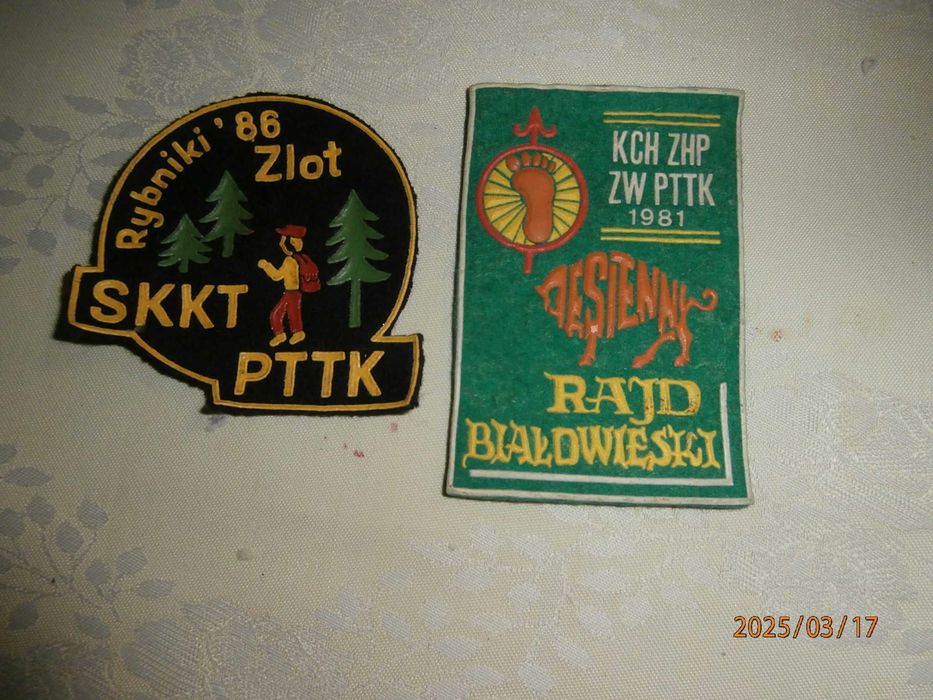 Rybniki '86
Zlot
SKKT
PTTK
KCH ZHP
ZW PTTK
1981
JESIENNY
RAJD
BIAŁOWIESKI
2025/03/17